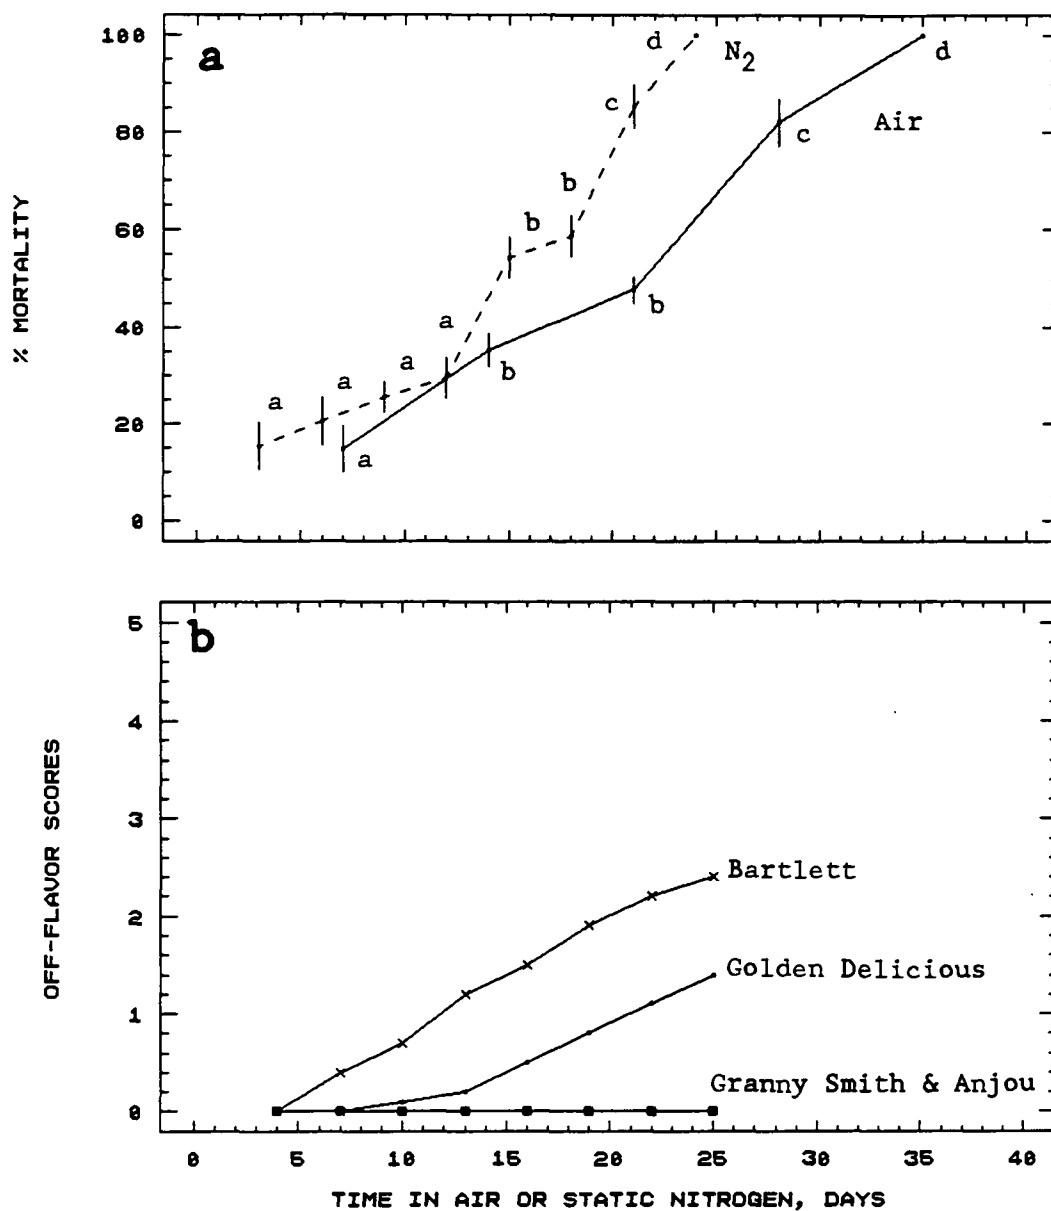 a
100
80
60
40
20
0
% MORTALITY
d
N2
d
c
c
Air
b
b
b
a
a
a
a
b
a
b
5
4
3
2
1
0
OFF-FLAVOR SCORES
Bartlett
Golden Delicious
Granny Smith & Anjou
0 5 10 15 20 25 30 35 40
TIME IN AIR OR STATIC NITROGEN, DAYS